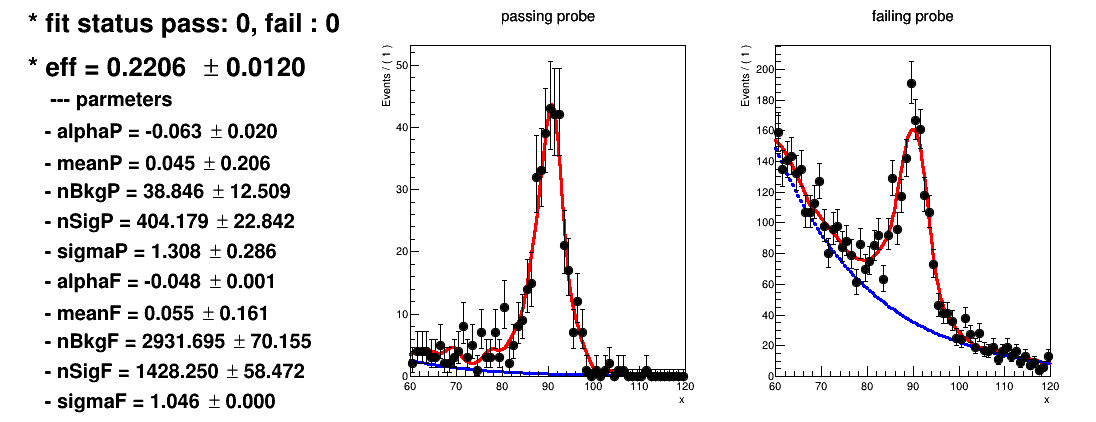 * fit status pass: 0, fail : 0
* eff = 0.2206 ± 0.0120
--- parmeters
- alphaP = -0.063 ± 0.020
- meanP = 0.045 ± 0.206
- nBkgP = 38.846 ± 12.509
- nSigP = 404.179 ± 22.842
- sigmaP = 1.308 ± 0.286
- alphaF = -0.048 ± 0.001
- meanF = 0.055 ± 0.161
- nBkgF = 2931.695 ± 70.155
- nSigF = 1428.250 ± 58.472
- sigmaF = 1.046 ± 0.000
passing probe
Events / ( 1 )
50
40
30
20
10
0
60 70 80 90 100 110 120
x
failing probe
Events / ( 1 )
200
180
160
140
120
100
80
60
40
20
0
60 70 80 90 100 110 120
x